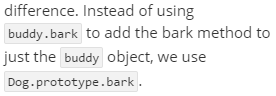 difference. Instead of using
buddy.bark to add the bark method to
just the buddy object, we use
Dog.prototype.bark.